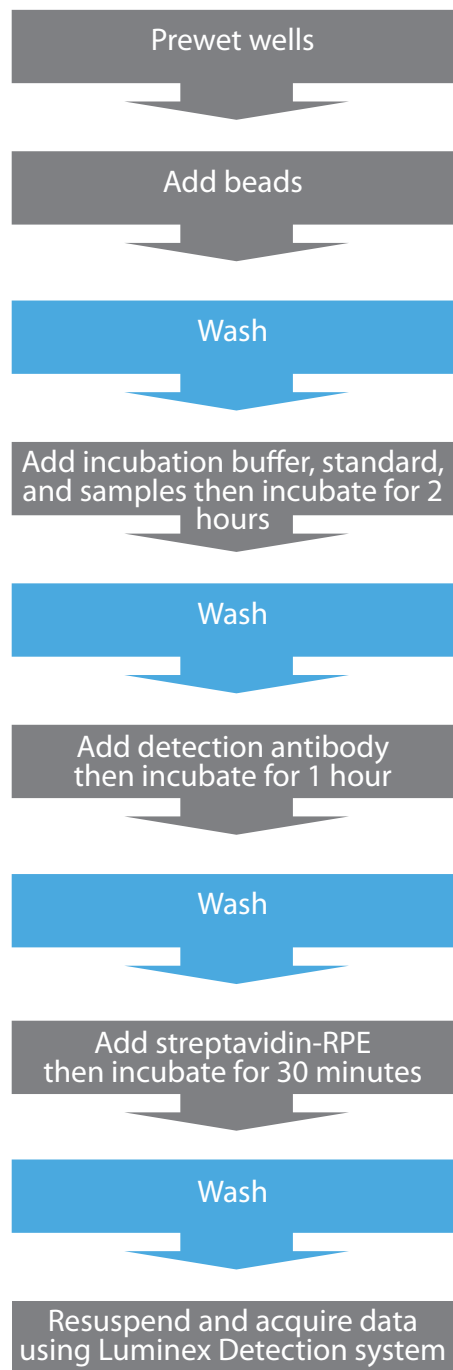 Prewet wells
Add beads
Wash
Add incubation buffer, standard,
and samples then incubate for 2
hours
Wash
Add detection antibody
then incubate for 1 hour
Wash
Add streptavidin-RPE
then incubate for 30 minutes
Wash
Resuspend and acquire data
using Luminex Detection system